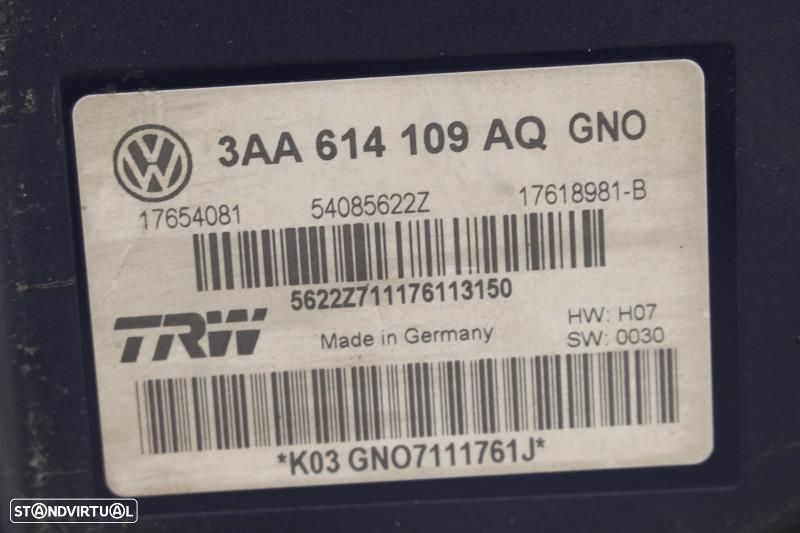 3AA 614 109 AQ GNO
17654081 54085622Z 17618981-B
5622Z711176113150
TRW Made in Germany HW: H07
SW: 0030
*K03 GNO7111761J*
STANDVIRTUAL